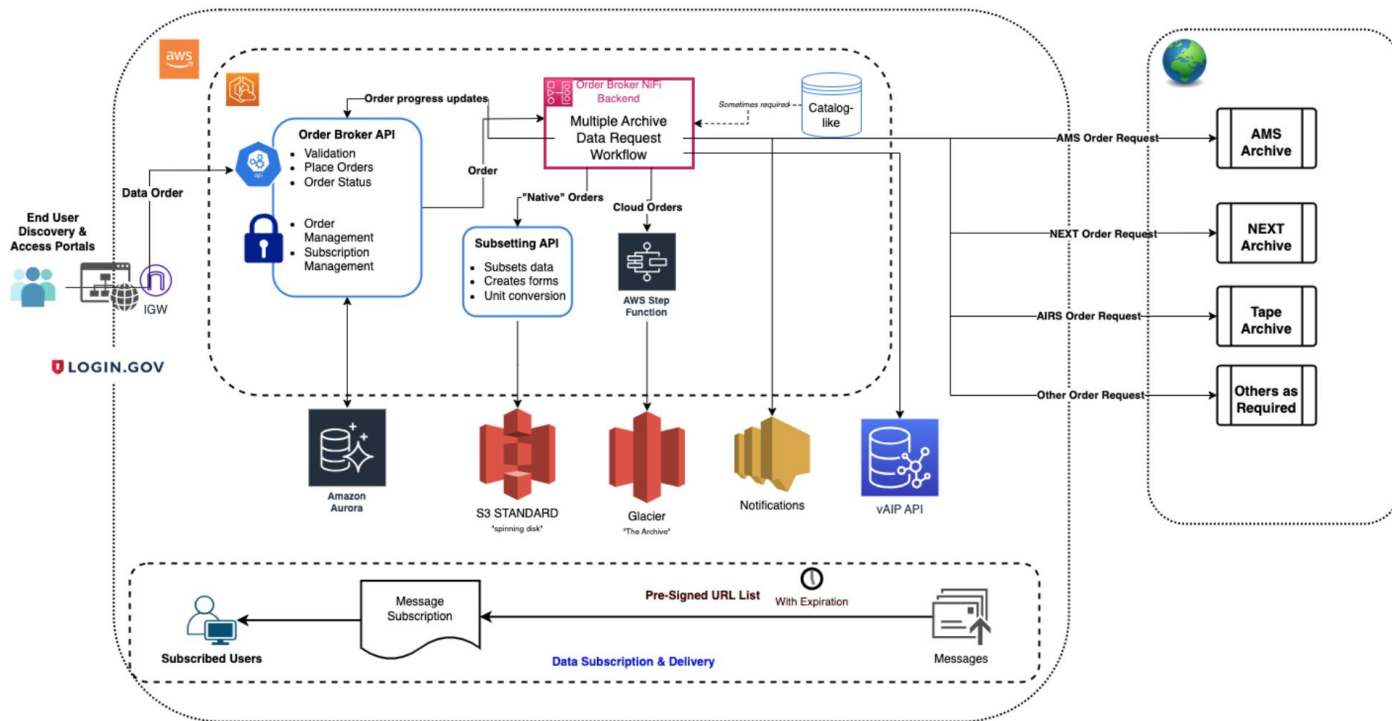 aws
Order progress updates
Order Broker NiFi
Backend
Multiple Archive
Data Request
Workflow
Sometimes required
Catalog-
like
Order Broker API
• Validation
• Place Orders
• Order Status
• Order
Management
• Subscription
Management
api
Order
Data Order
End User
Discovery &
Access Portals
IGW
LOGIN.GOV
"Native" Orders
Cloud Orders
Subsetting API
• Subsets data
• Creates forms
• Unit conversion
AWS Step
Function
AMS Order Request
AMS
Archive
NEXT Order Request
NEXT
Archive
AIRS Order Request
Tape
Archive
Other Order Request
Others as
Required
Amazon
Aurora
S3 STANDARD
"spinning disk"
Glacier
"The Archive"
Notifications
vAIP API
Subscribed Users
Message
Subscription
Pre-Signed URL List
With Expiration
Messages
Data Subscription & Delivery